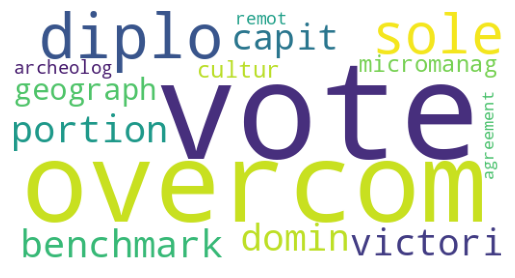 remot
diplo
capit
sole
archeolog
cultur
micromanag
geograph
vote
portion
agreement
overcom
benchmark
domin
victori